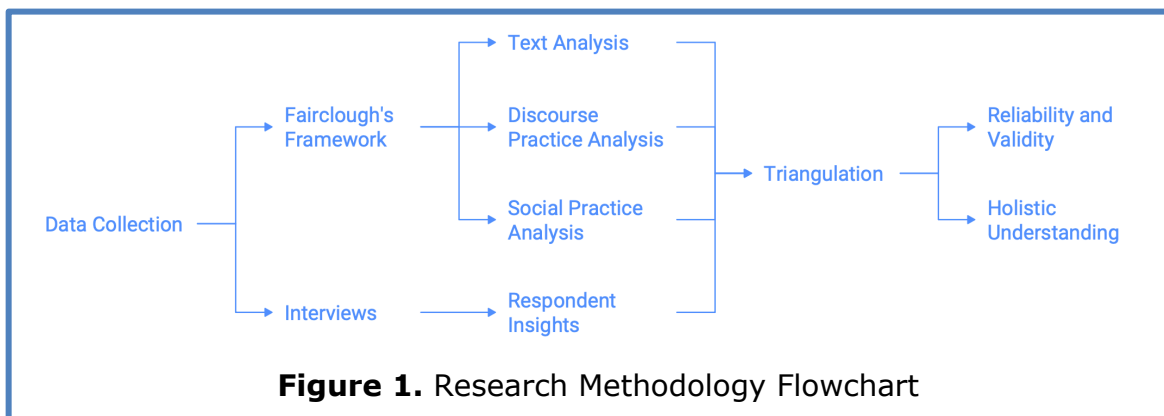 Text Analysis
Fairclough's
Framework
Discourse
Practice Analysis
Reliability and
Validity
Triangulation
Data Collection
Social Practice
Analysis
Holistic
Understanding
Interviews
Respondent
Insights
Figure 1. Research Methodology Flowchart